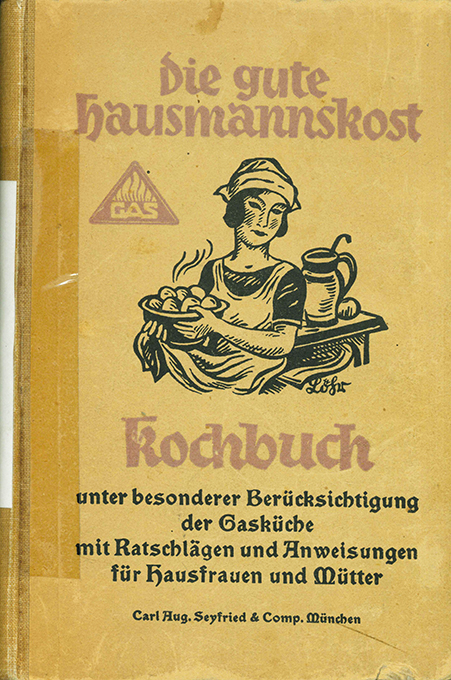 die gute
hausmannskost
GAS
Löhr
kochbuch
unter besonderer Berücksichtigung
der Gasküche
mit Ratschlägen und Anweisungen
für Hausfrauen und Mütter
Carl Aug. Seyfried & Comp. München